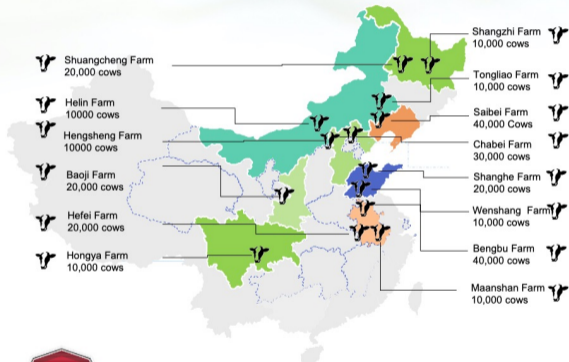 Shuangcheng Farm
20,000 cows
Helin Farm
10000 cows
Hengsheng Farm
10000 cows
Baoji Farm
20,000 cows
Hefei Farm
20,000 cows
Hongya Farm
10,000 cows
Shangzhi Farm
10,000 cows
Tongliao Farm
10,000 cows
Saibei Farm
40,000 Cows
Chabei Farm
30,000 cows
Shanghe Farm
20,000 cows
Wenshang Farm
10,000 cows
Bengbu Farm
40,000 cows
Maanshan Farm
10,000 cows